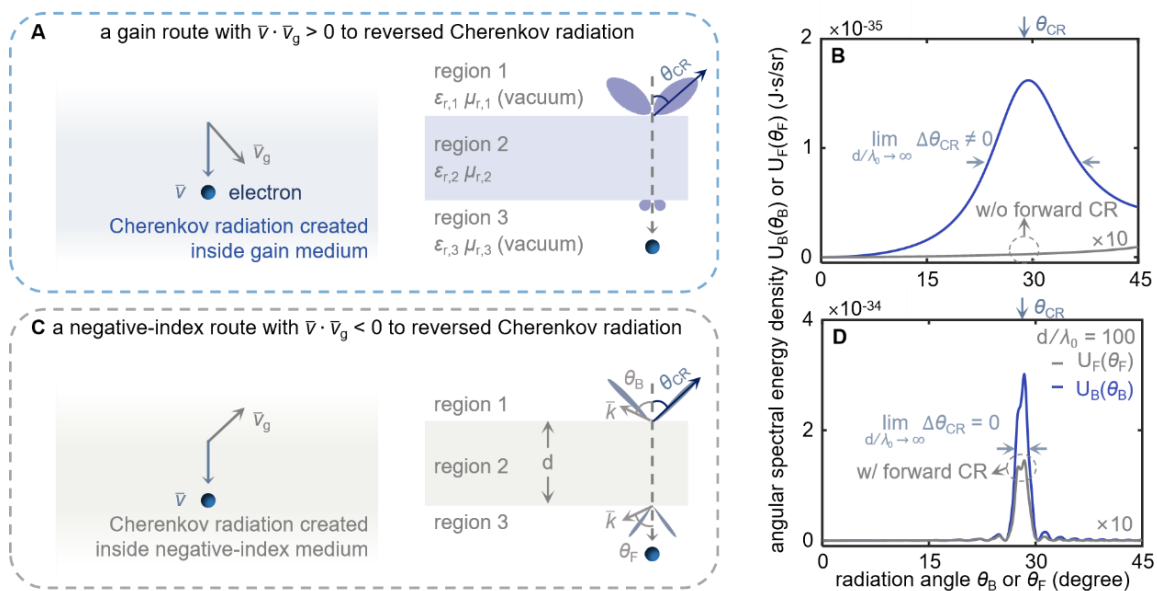 A a gain route with v̄ · v̄g > 0 to reversed Cherenkov radiation
v̄g
v̄ electron
Cherenkov radiation created
inside gain medium
region 1
εr,1 μr,1 (vacuum)
θCR
region 2
εr,2 μr,2
region 3
εr,3 μr,3 (vacuum)
C a negative-index route with v̄ · v̄g < 0 to reversed Cherenkov radiation
v̄g
v̄
Cherenkov radiation created
inside negative-index medium
region 1
θB
θCR
k̄
region 2
d
region 3
k̄
θF
angular spectral energy density UB(θB) or UF(θF) (J·s/sr)
×10-35
θCR
B
2
1
0
lim ΔθCR ≠ 0
d/λ0→∞
w/o forward CR
×10
0 15 30 45
×10-34
θCR
D
4
2
0
d/λ0 = 100
UF(θF)
UB(θB)
lim ΔθCR = 0
d/λ0→∞
w/ forward CR
×10
0 15 30 45
radiation angle θB or θF (degree)